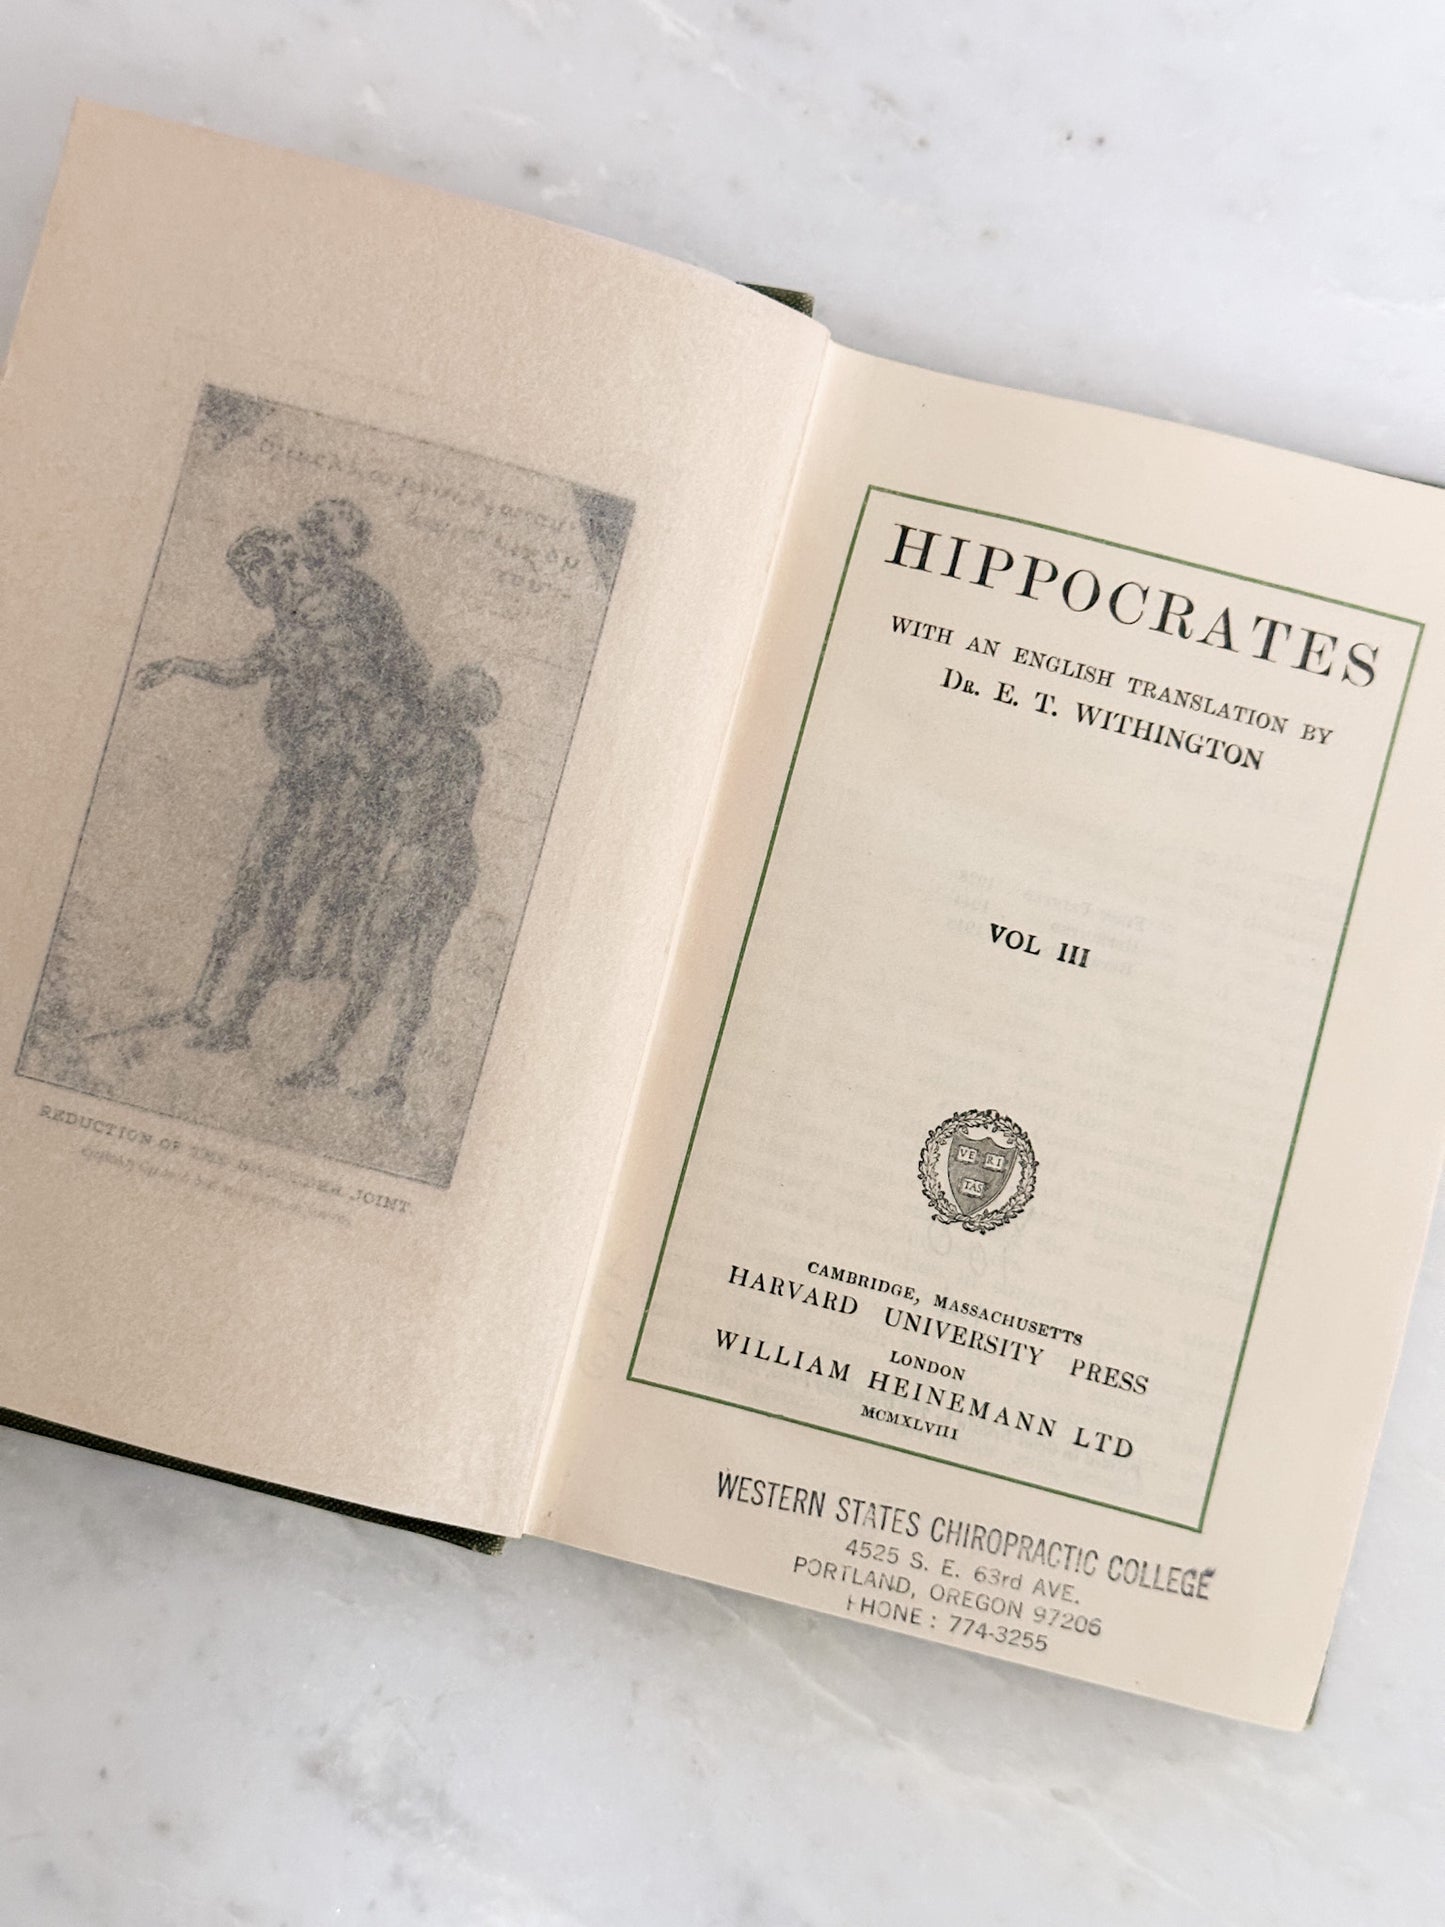 REDUCTION OF THE SHOULDER JOINT.
HIPPOCRATES
WITH AN ENGLISH TRANSLATION BY
DR. E. T. WITHINGTON
VOL III
VE RI
TAS
CAMBRIDGE, MASSACHUSETTS
HARVARD UNIVERSITY PRESS
LONDON
WILLIAM HEINEMANN LTD
MCMXLVIII
WESTERN STATES CHIROPRACTIC COLLEGE
4525 S. E. 63rd AVE.
PORTLAND, OREGON 97206
PHONE: 774-3255